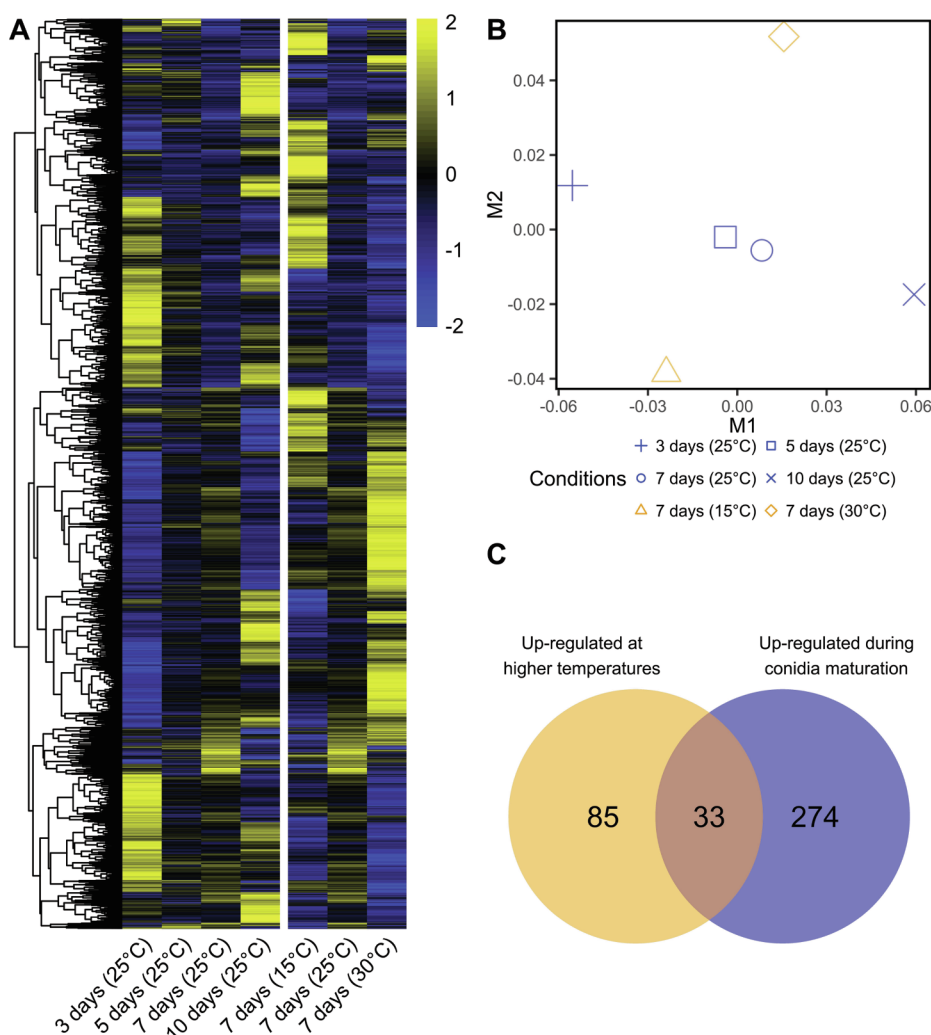 A
2
1
0
-1
-2
3 days (25°C)
5 days (25°C)
7 days (25°C)
10 days (25°C)
7 days (15°C)
7 days (25°C)
7 days (30°C)
B
M2
0.04
0.02
0.00
-0.02
-0.04
-0.06
-0.03
0.00
0.03
0.06
M1
Conditions
3 days (25°C)
5 days (25°C)
7 days (25°C)
10 days (25°C)
7 days (15°C)
7 days (30°C)
C
Up-regulated at
higher temperatures
Up-regulated during
conidia maturation
85
33
274